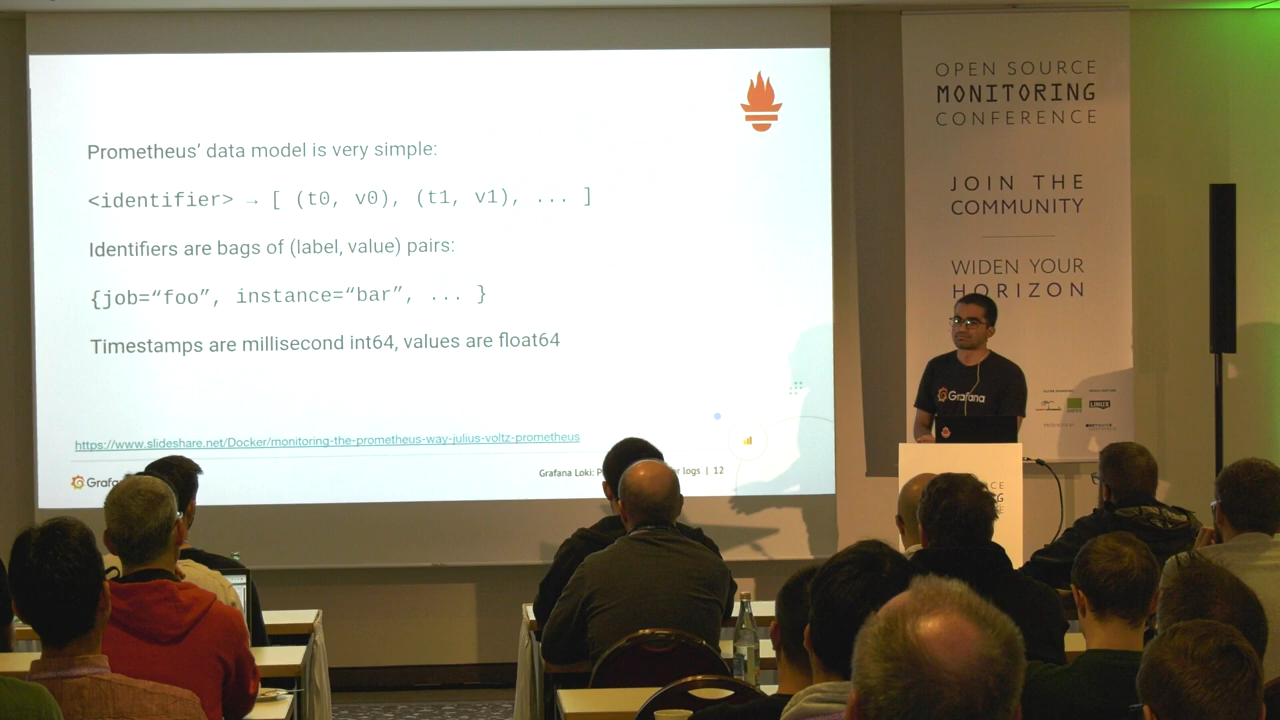 Prometheus’ data model is very simple:
<identifier> → [ (t0, v0), (t1, v1), ... ]
Identifiers are bags of (label, value) pairs:
{job=“foo”, instance=“bar”, ... }
Timestamps are millisecond int64, values are float64
https://www.slideshare.net/Docker/monitoring-the-prometheus-way-julius-voltz-prometheus
Grafana Loki: logs | 12
OPEN SOURCE
MONITORING
CONFERENCE
JOIN THE
COMMUNITY
WIDEN YOUR
HORIZON
Grafana
LINUX